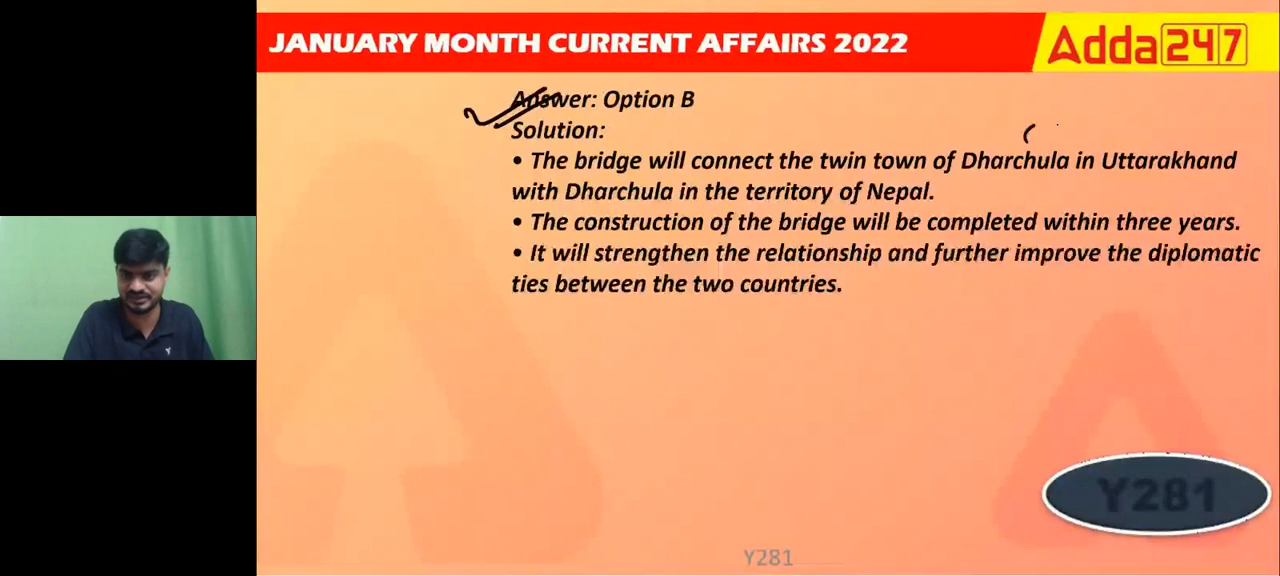 JANUARY MONTH CURRENT AFFAIRS 2022
Adda247
Answer: Option B
Solution:
• The bridge will connect the twin town of Dharchula in Uttarakhand
with Dharchula in the territory of Nepal.
• The construction of the bridge will be completed within three years.
• It will strengthen the relationship and further improve the diplomatic
ties between the two countries.
Y281
Y281